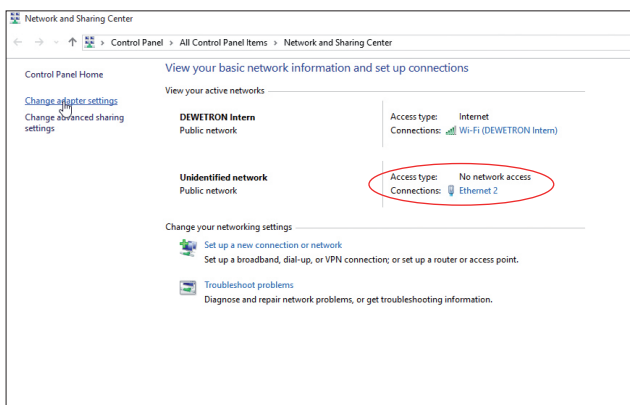 Network and Sharing Center
Control Panel > All Control Panel Items > Network and Sharing Center
Control Panel Home
Change adapter settings
Change advanced sharing
settings
View your basic network information and set up connections
View your active networks
DEWETRON Intern
Public network
Access type: Internet
Connections: Wi-Fi (DEWETRON Intern)
Unidentified network
Public network
Access type: No network access
Connections: Ethernet 2
Change your networking settings
Set up a new connection or network
Set up a broadband, dial-up, or VPN connection; or set up a router or access point.
Troubleshoot problems
Diagnose and repair network problems, or get troubleshooting information.